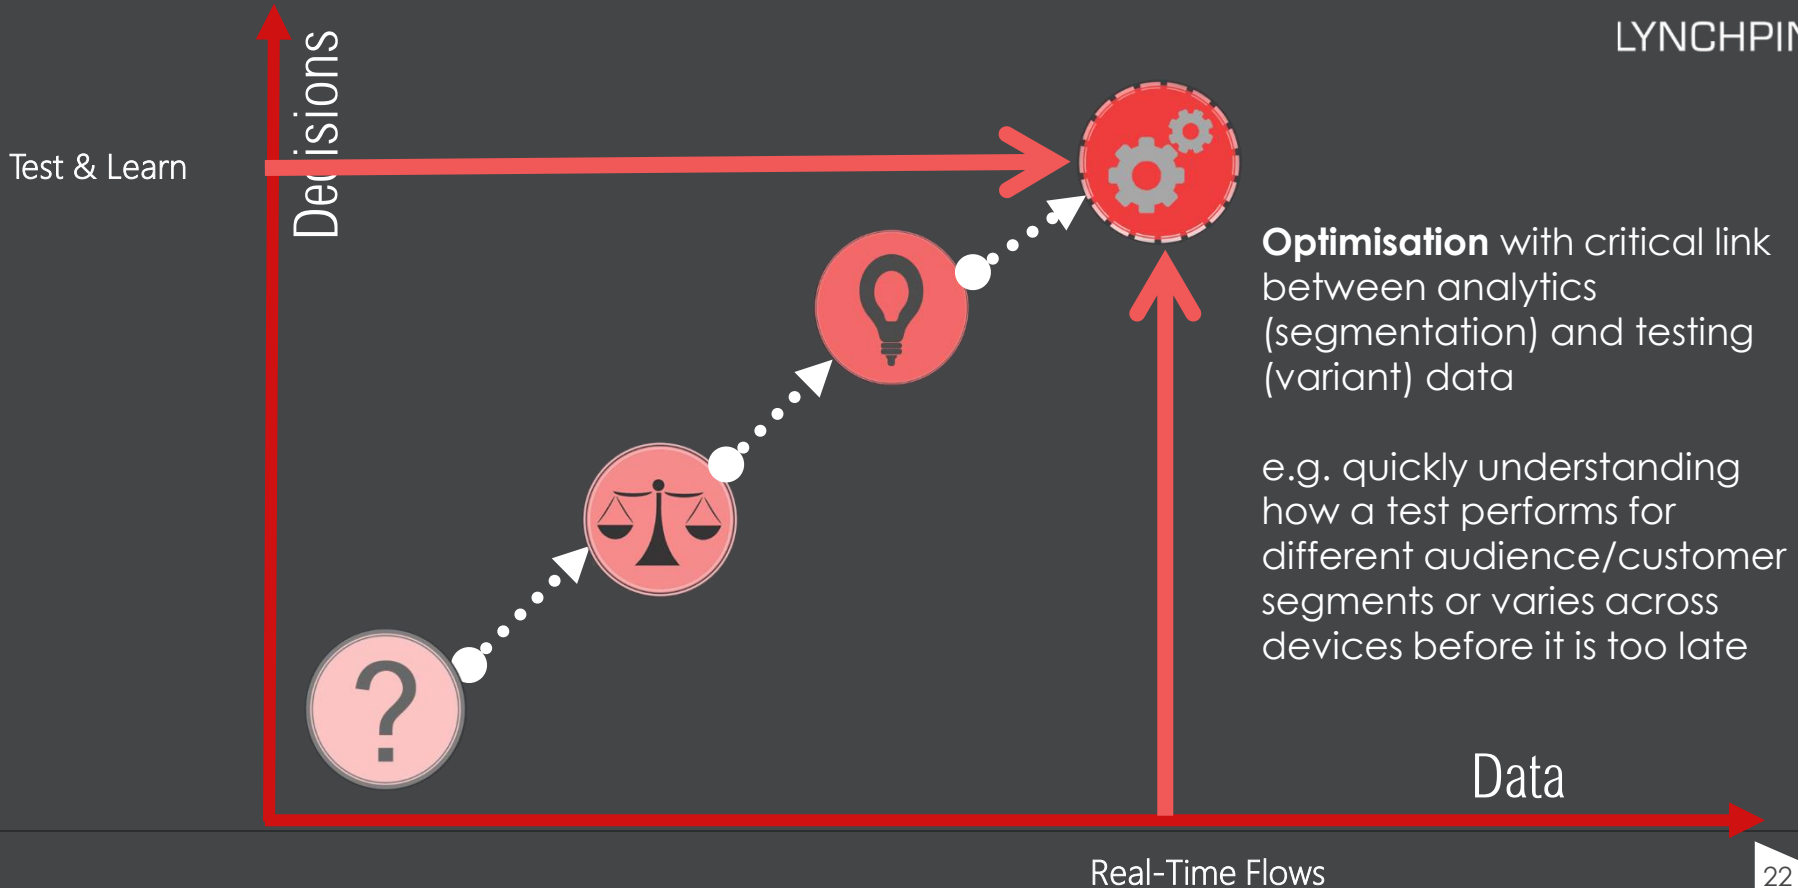 LYNCHPIN
Decisions
Test & Learn
?
Optimisation with critical link
between analytics
(segmentation) and testing
(variant) data
e.g. quickly understanding
how a test performs for
different audience/customer
segments or varies across
devices before it is too late
Data
Real-Time Flows
22